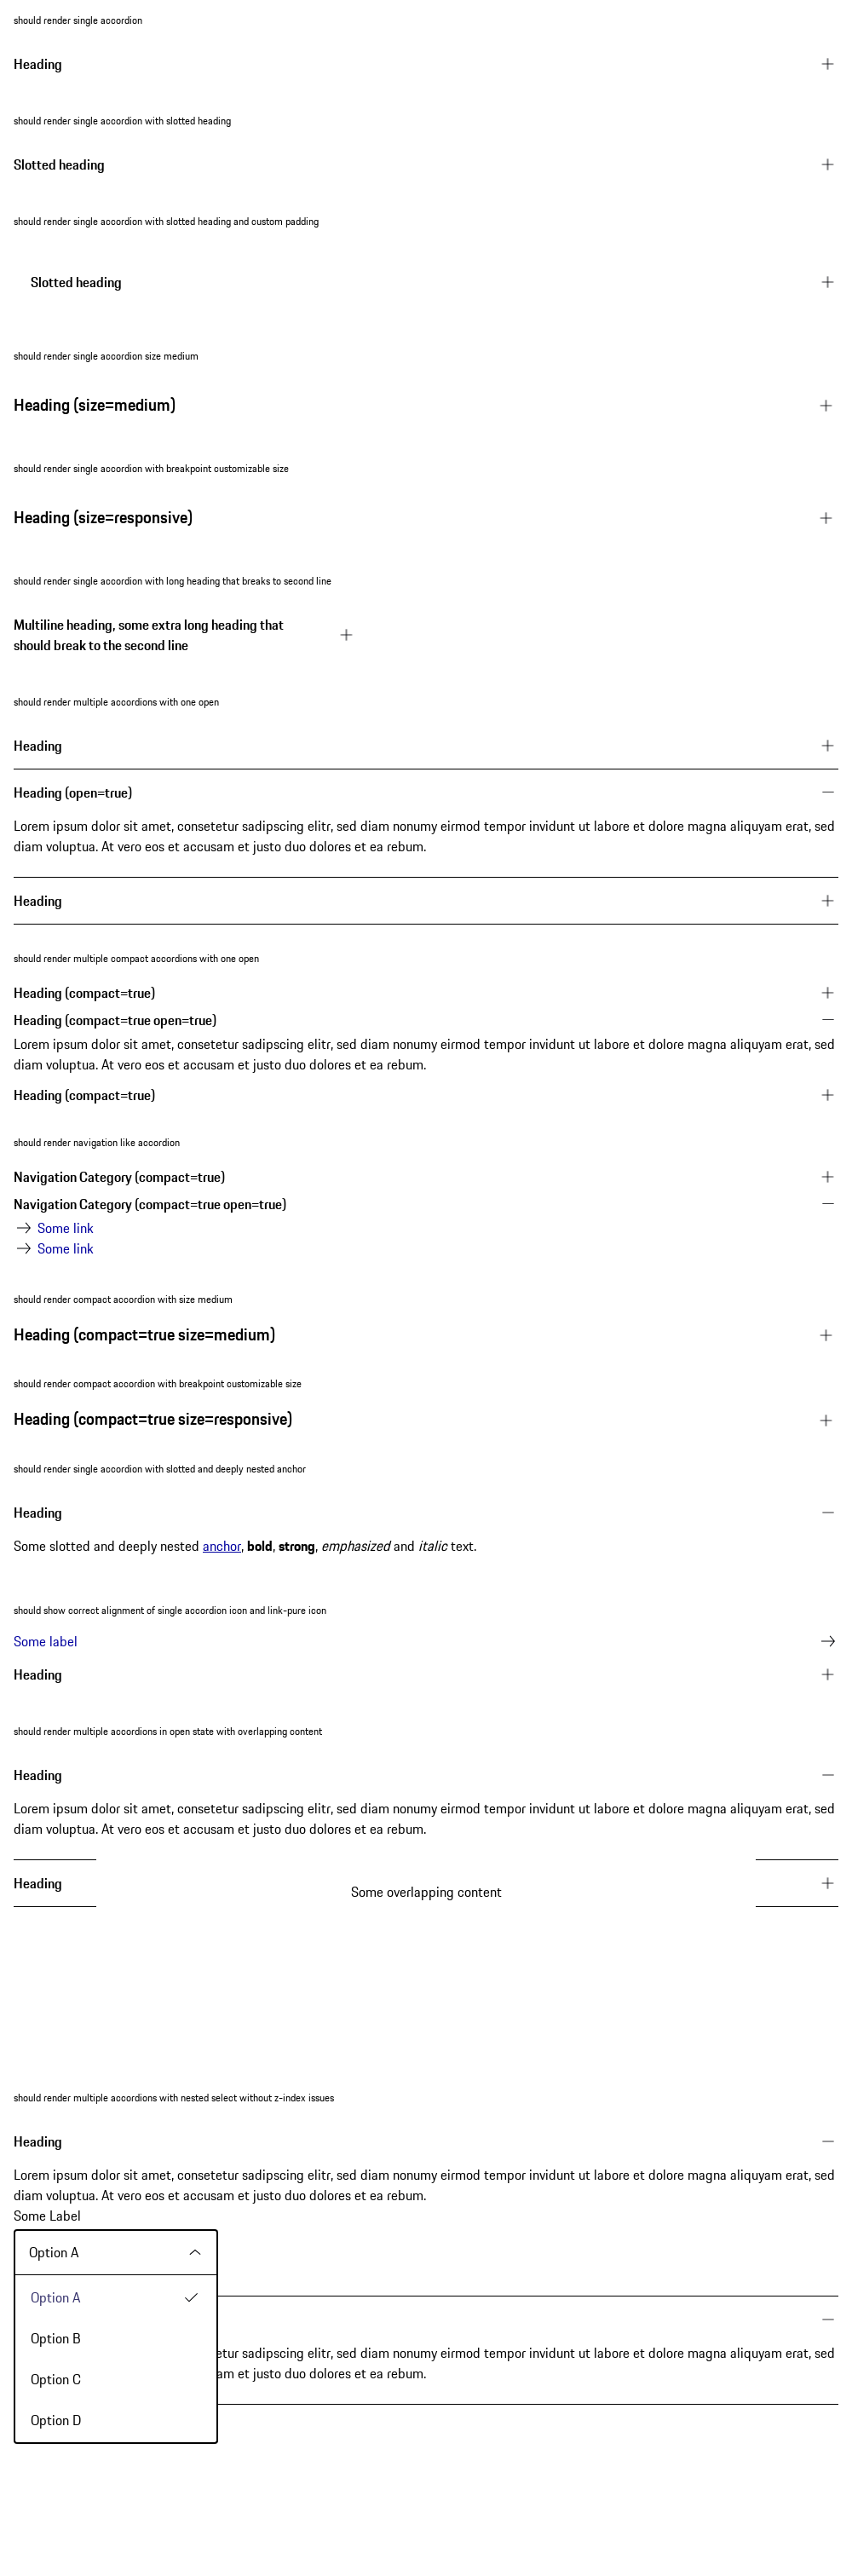 should render single accordion
Heading
should render single accordion with slotted heading
Slotted heading
should render single accordion with slotted heading and custom padding
Slotted heading
should render single accordion size medium
Heading (size=medium)
should render single accordion with breakpoint customizable size
Heading (size=responsive)
should render single accordion with long heading that breaks to second line
Multiline heading, some extra long heading that
should break to the second line
should render multiple accordions with one open
Heading
Heading (open=true)
Lorem ipsum dolor sit amet, consetetur sadipscing elitr, sed diam nonumy eirmod tempor invidunt ut labore et dolore magna aliquyam erat, sed
diam voluptua. At vero eos et accusam et justo duo dolores et ea rebum.
Heading
should render multiple compact accordions with one open
Heading (compact=true)
Heading (compact=true open=true)
Lorem ipsum dolor sit amet, consetetur sadipscing elitr, sed diam nonumy eirmod tempor invidunt ut labore et dolore magna aliquyam erat, sed
diam voluptua. At vero eos et accusam et justo duo dolores et ea rebum.
Heading (compact=true)
should render navigation like accordion
Navigation Category (compact=true)
Navigation Category (compact=true open=true)
Some link
Some link
should render compact accordion with size medium
Heading (compact=true size=medium)
should render compact accordion with breakpoint customizable size
Heading (compact=true size=responsive)
should render single accordion with slotted and deeply nested anchor
Heading
Some slotted and deeply nested anchor, bold, strong, emphasized and italic text.
should show correct alignment of single accordion icon and link-pure icon
Some label
Heading
should render multiple accordions in open state with overlapping content
Heading
Lorem ipsum dolor sit amet, consetetur sadipscing elitr, sed diam nonumy eirmod tempor invidunt ut labore et dolore magna aliquyam erat, sed
diam voluptua. At vero eos et accusam et justo duo dolores et ea rebum.
Heading
Some overlapping content
should render multiple accordions with nested select without z-index issues
Heading
Lorem ipsum dolor sit amet, consetetur sadipscing elitr, sed diam nonumy eirmod tempor invidunt ut labore et dolore magna aliquyam erat, sed
diam voluptua. At vero eos et accusam et justo duo dolores et ea rebum.
Some Label
Option A
Option A
Option B
sadipscing elitr, sed diam nonumy eirmod tempor invidunt ut labore et dolore magna aliquyam erat, sed
Option C
et justo duo dolores et ea rebum.
Option D